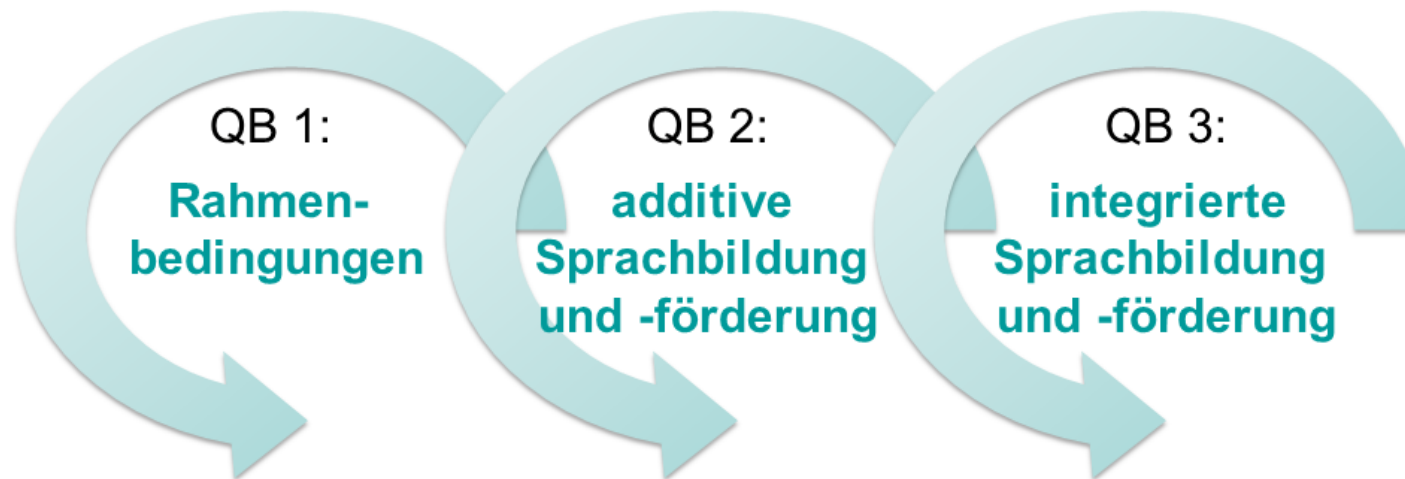 QB 1:
Rahmen-
bedingungen
QB 2:
additive
Sprachbildung
und -förderung
QB 3:
integrierte
Sprachbildung
und -förderung